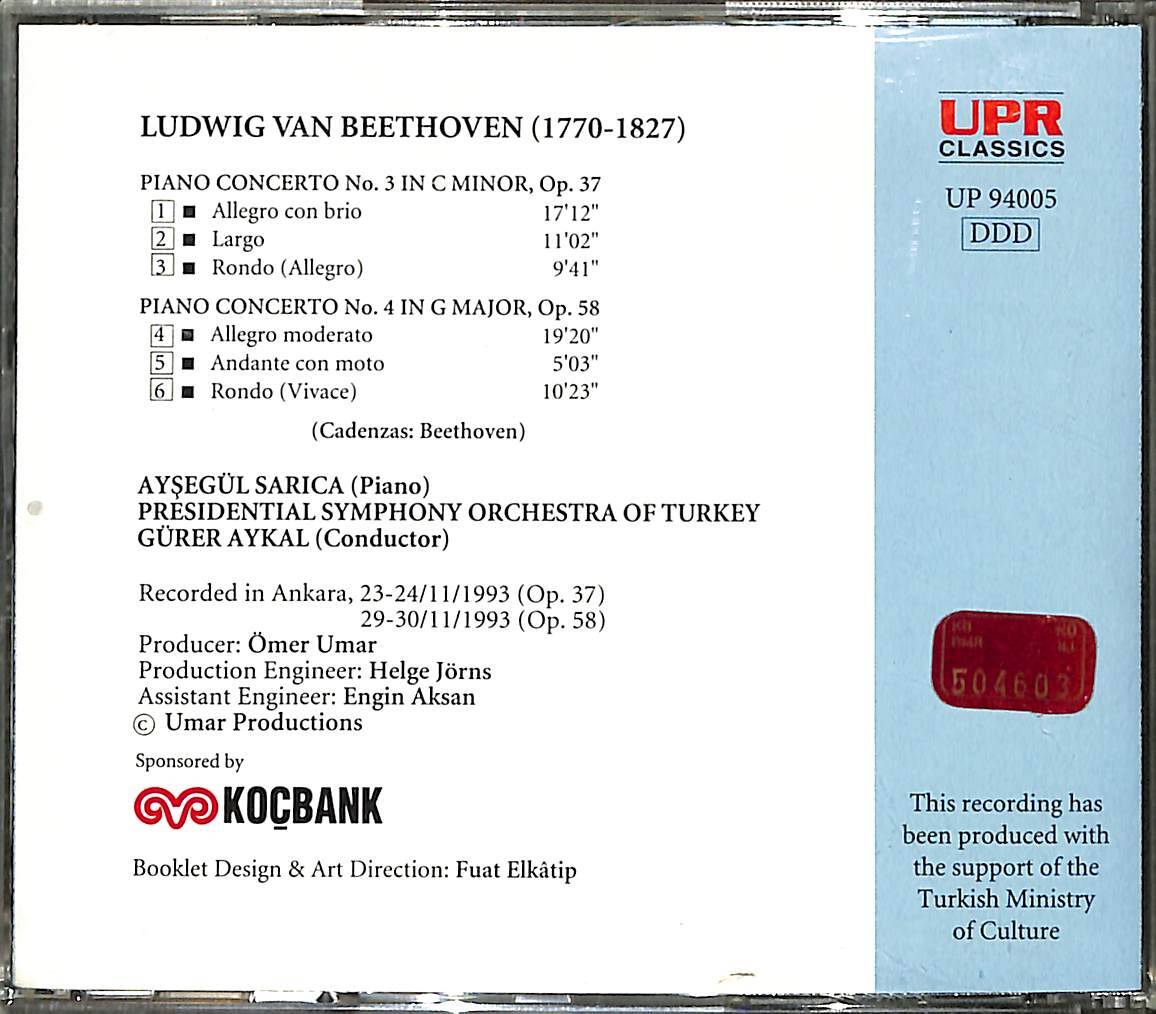 LUDWIG VAN BEETHOVEN (1770-1827)
PIANO CONCERTO No. 3 IN C MINOR, Op. 37
1 ■ Allegro con brio 17'12"
2 ■ Largo 11'02"
3 ■ Rondo (Allegro) 9'41"
PIANO CONCERTO No. 4 IN G MAJOR, Op. 58
4 ■ Allegro moderato 19'20"
5 ■ Andante con moto 5'03"
6 ■ Rondo (Vivace) 10'23"
(Cadenzas: Beethoven)
AYŞEGÜL SARICA (Piano)
PRESIDENTIAL SYMPHONY ORCHESTRA OF TURKEY
GÜRER AYKAL (Conductor)
Recorded in Ankara, 23-24/11/1993 (Op. 37)
29-30/11/1993 (Op. 58)
Producer: Ömer Umar
Production Engineer: Helge Jörns
Assistant Engineer: Engin Aksan
© Umar Productions
Sponsored by
KOÇBANK
Booklet Design & Art Direction: Fuat Elkâtip
UPR
CLASSICS
UP 94005
DDD
504603
This recording has
been produced with
the support of the
Turkish Ministry
of Culture